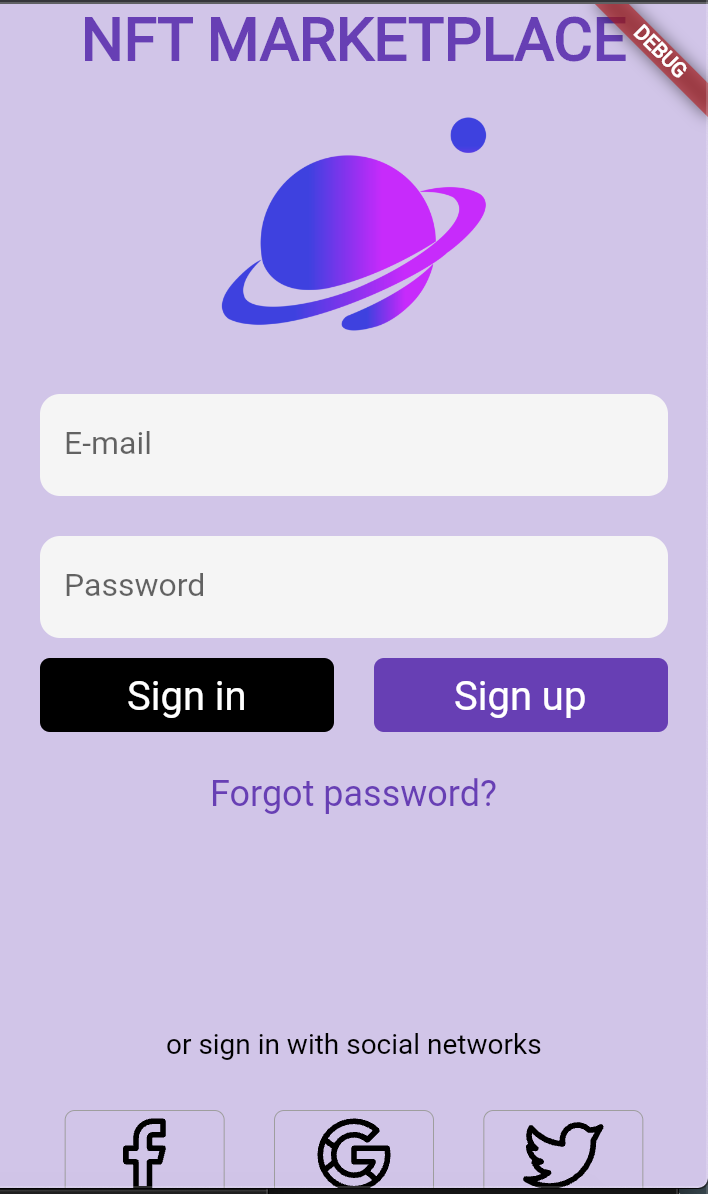 NFT MARKETPLACE
DEBUG
E-mail
Password
Sign in
Sign up
Forgot password?
or sign in with social networks